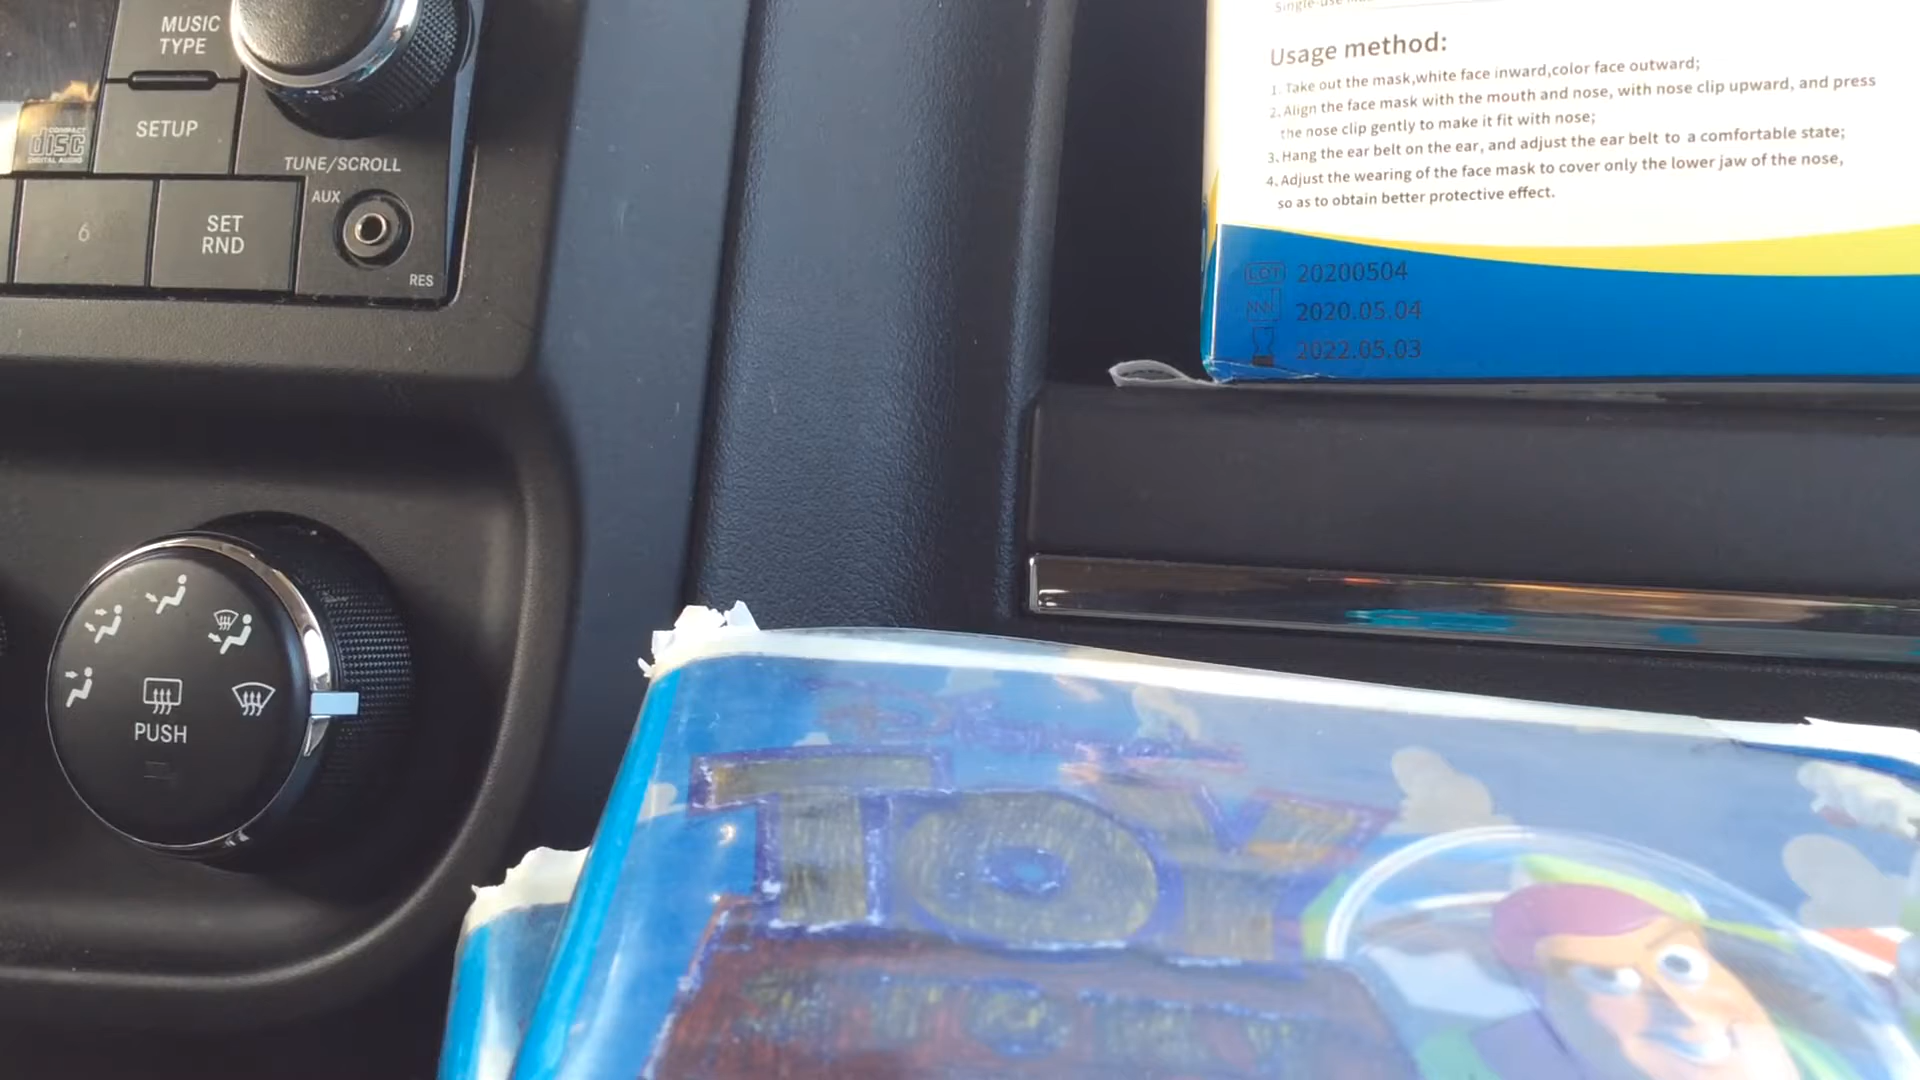 MUSIC
TYPE
SETUP
COMPACT
disc
DIGITAL AUDIO
TUNE/SCROLL
AUX
6
SET
RND
RES
PUSH
Single-use
Usage method:
1. Take out the mask,white face inward,color face outward;
2. Align the face mask with the mouth and nose, with nose clip upward, and press
the nose clip gently to make it fit with nose;
3. Hang the ear belt on the ear, and adjust the ear belt to a comfortable state;
4. Adjust the wearing of the face mask to cover only the lower jaw of the nose,
so as to obtain better protective effect.
LOT 20200504
2020.05.04
2022.05.03
TOY